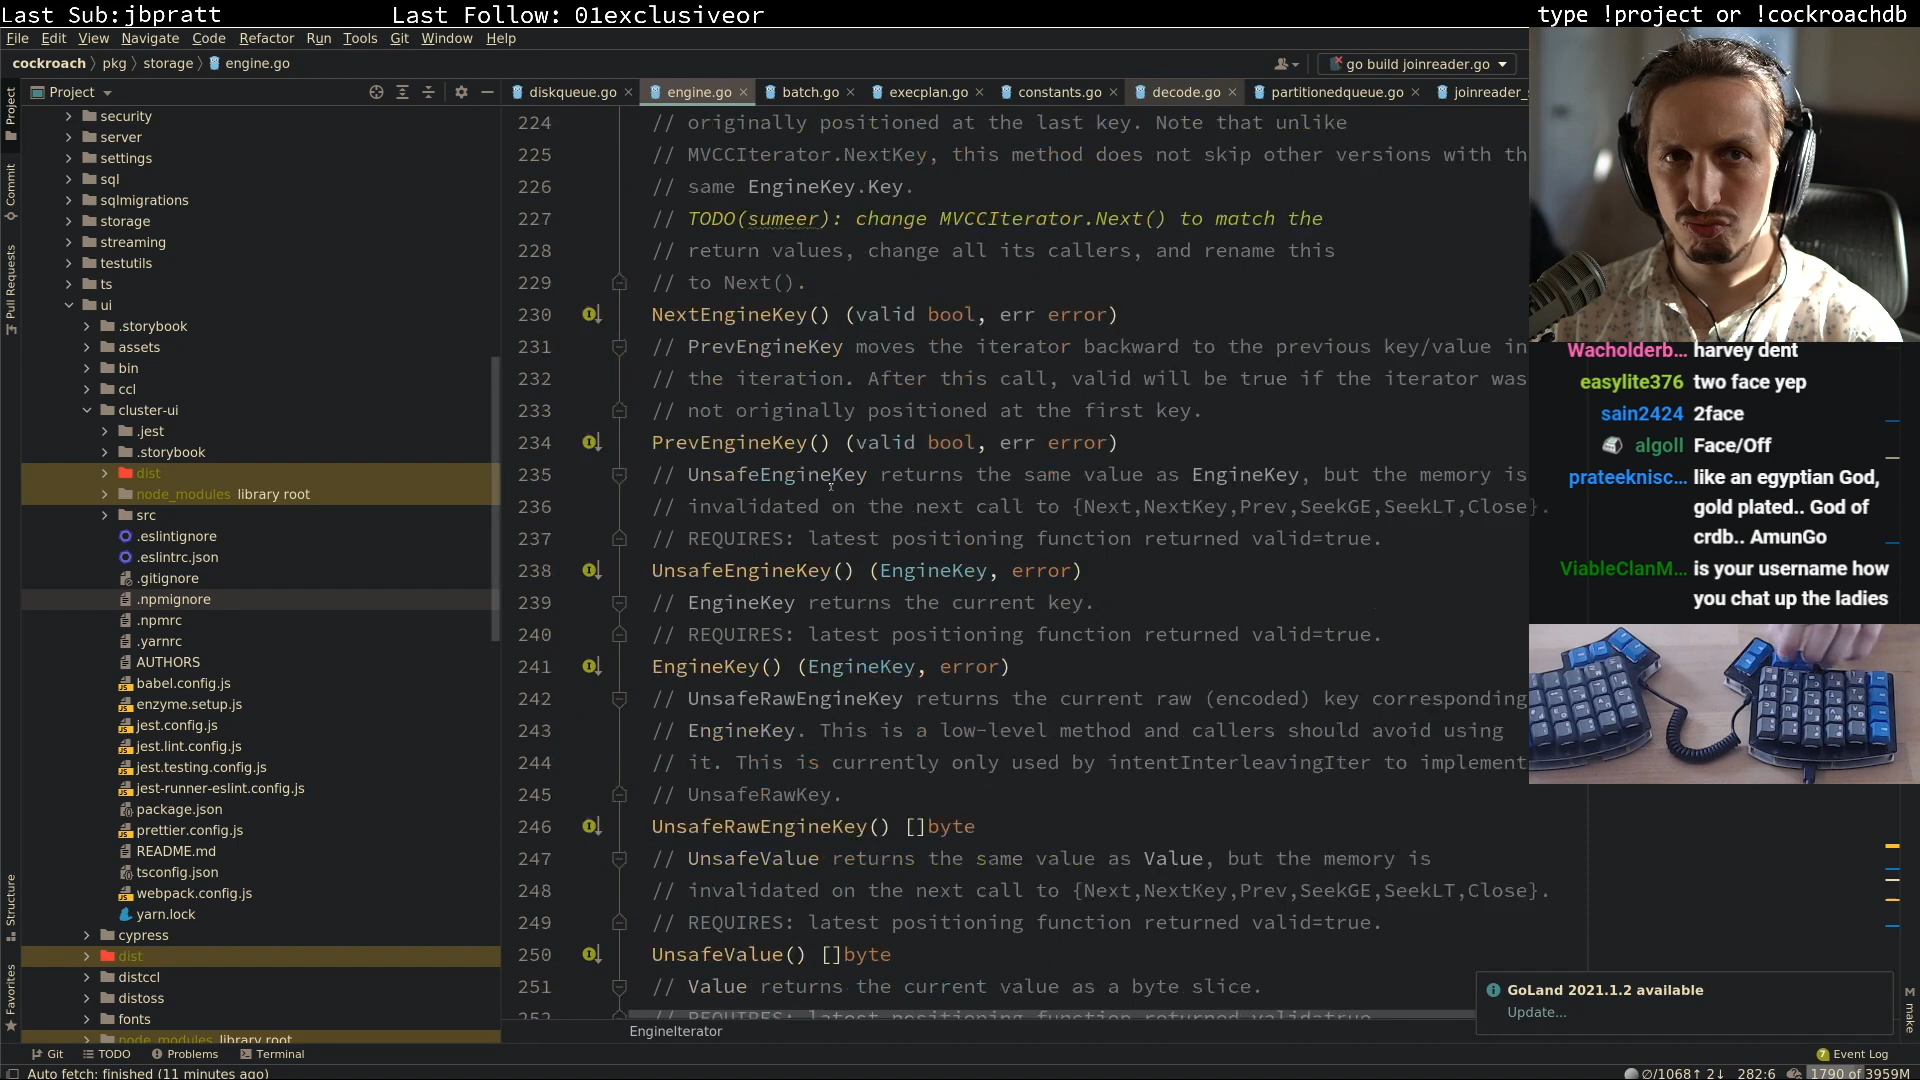 Last Sub:jbpratt
Last Follow: 01exclusiveor
type !project or !cockroachdb
File Edit View Navigate Code Refactor Run Tools Git Window Help
cockroach pkg storage engine.go
go build joinreader.go
Project
diskqueue.go engine.go batch.go execplan.go constants.go decode.go partitionedqueue.go joinreader_s
Project
Commit
Pull Requests
Structure
Favorites
security
server
settings
sql
sqlmigrations
storage
streaming
testutils
ts
ui
.storybook
assets
bin
ccl
cluster-ui
.jest
.storybook
dist
node_modules library root
src
.eslintignore
.eslintrc.json
.gitignore
.npmignore
.npmrc
.yarnrc
AUTHORS
babel.config.js
enzyme.setup.js
jest.config.js
jest.lint.config.js
jest.testing.config.js
jest-runner-eslint.config.js
package.json
prettier.config.js
README.md
tsconfig.json
webpack.config.js
yarn.lock
cypress
dist
distccl
distoss
fonts
node_modules library root
224 // originally positioned at the last key. Note that unlike
225 // MVCCIterator.NextKey, this method does not skip other versions with th
226 // same EngineKey.Key.
227 // TODO(sumeer): change MVCCIterator.Next() to match the
228 // return values, change all its callers, and rename this
229 // to Next().
230 NextEngineKey() (valid bool, err error)
231 // PrevEngineKey moves the iterator backward to the previous key/value in
232 // the iteration. After this call, valid will be true if the iterator was
233 // not originally positioned at the first key.
234 PrevEngineKey() (valid bool, err error)
235 // UnsafeEngineKey returns the same value as EngineKey, but the memory is
236 // invalidated on the next call to {Next,NextKey,Prev,SeekGE,SeekLT,Close}.
237 // REQUIRES: latest positioning function returned valid=true.
238 UnsafeEngineKey() (EngineKey, error)
239 // EngineKey returns the current key.
240 // REQUIRES: latest positioning function returned valid=true.
241 EngineKey() (EngineKey, error)
242 // UnsafeRawEngineKey returns the current raw (encoded) key corresponding
243 // EngineKey. This is a low-level method and callers should avoid using
244 // it. This is currently only used by intentInterleavingIter to implement
245 // UnsafeRawKey.
246 UnsafeRawEngineKey() []byte
247 // UnsafeValue returns the same value as Value, but the memory is
248 // invalidated on the next call to {Next,NextKey,Prev,SeekGE,SeekLT,Close}.
249 // REQUIRES: latest positioning function returned valid=true.
250 UnsafeValue() []byte
251 // Value returns the current value as a byte slice.
252 // REQUIRES: latest positioning function returned valid=true.
EngineIterator
Wacholderb... harvey dent
easylite376 two face yep
sain2424 2face
algoll Face/Off
prateeknisc... like an egyptian God,
gold plated.. God of
crdb.. AmunGo
ViableClanM... is your username how
you chat up the ladies
GoLand 2021.1.2 available
Update...
make
Git TODO Problems Terminal
7 Event Log
Auto fetch: finished (11 minutes ago)
∅/1068↑ 2↓ 282:6 1790 of 3959M